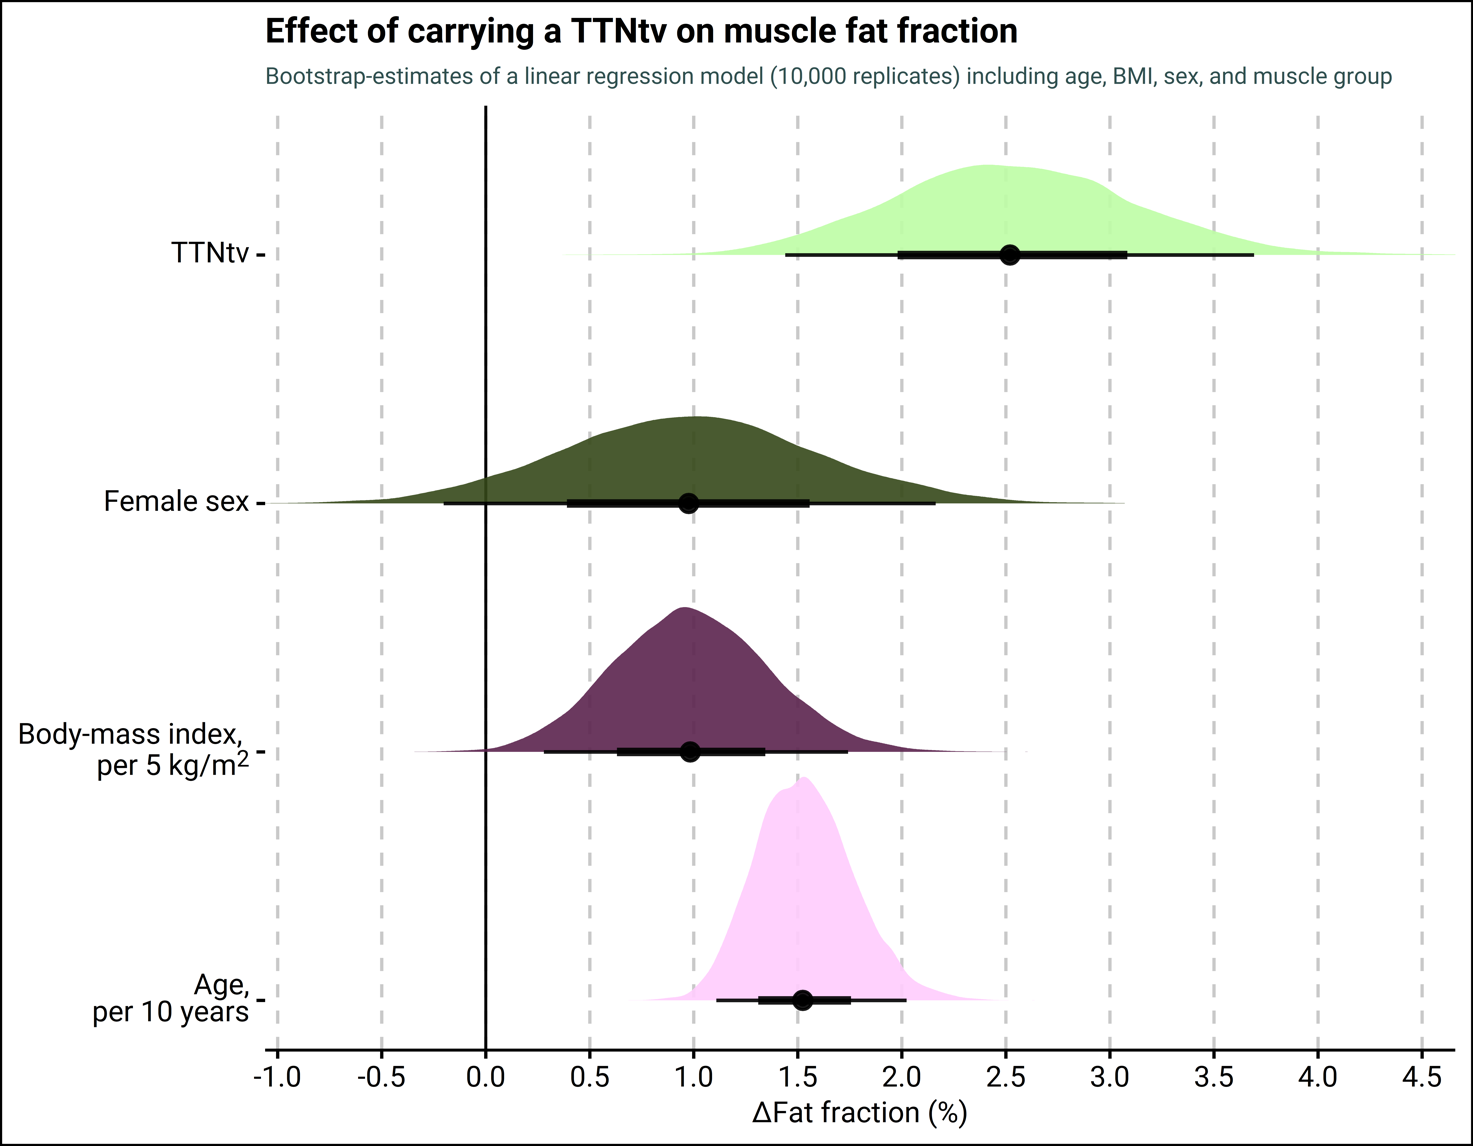 Effect of carrying a TTNtv on muscle fat fraction
Bootstrap-estimates of a linear regression model (10,000 replicates) including age, BMI, sex, and muscle group
TTNtv
Female sex
Body-mass index,
per 5 kg/m²
Age,
per 10 years
-1.0 -0.5 0.0 0.5 1.0 1.5 2.0 2.5 3.0 3.5 4.0 4.5
ΔFat fraction (%)